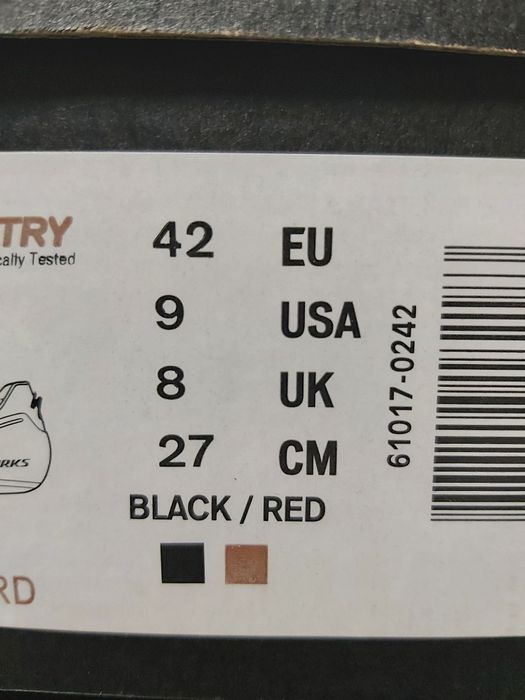 TRY
cally Tested
42 EU
9 USA
8 UK
27 CM
BLACK / RED
61017-0242
RKS
RD